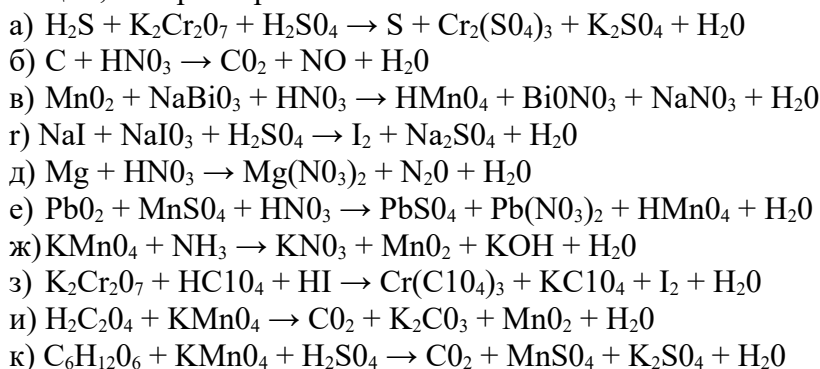 а) H₂S + K₂Cr₂0₇ + H₂S0₄ → S + Cr₂(S0₄)₃ + K₂S0₄ + H₂0
б) C + HN0₃ → C0₂ + NO + H₂0
в) Mn0₂ + NaBi0₃ + HN0₃ → HMn0₄ + Bi0N0₃ + NaN0₃ + H₂0
г) NaI + NaI0₃ + H₂S0₄ → I₂ + Na₂S0₄ + H₂0
д) Mg + HN0₃ → Mg(N0₃)₂ + N₂0 + H₂0
е) Pb0₂ + MnS0₄ + HN0₃ → PbS0₄ + Pb(N0₃)₂ + HMn0₄ + H₂0
ж) KMn0₄ + NH₃ → KN0₃ + Mn0₂ + KOH + H₂0
з) K₂Cr₂0₇ + HC10₄ + HI → Cr(C10₄)₃ + KC10₄ + I₂ + H₂0
и) H₂C₂0₄ + KMn0₄ → C0₂ + K₂C0₃ + Mn0₂ + H₂0
к) C₆H₁₂0₆ + KMn0₄ + H₂S0₄ → C0₂ + MnS0₄ + K₂S0₄ + H₂0